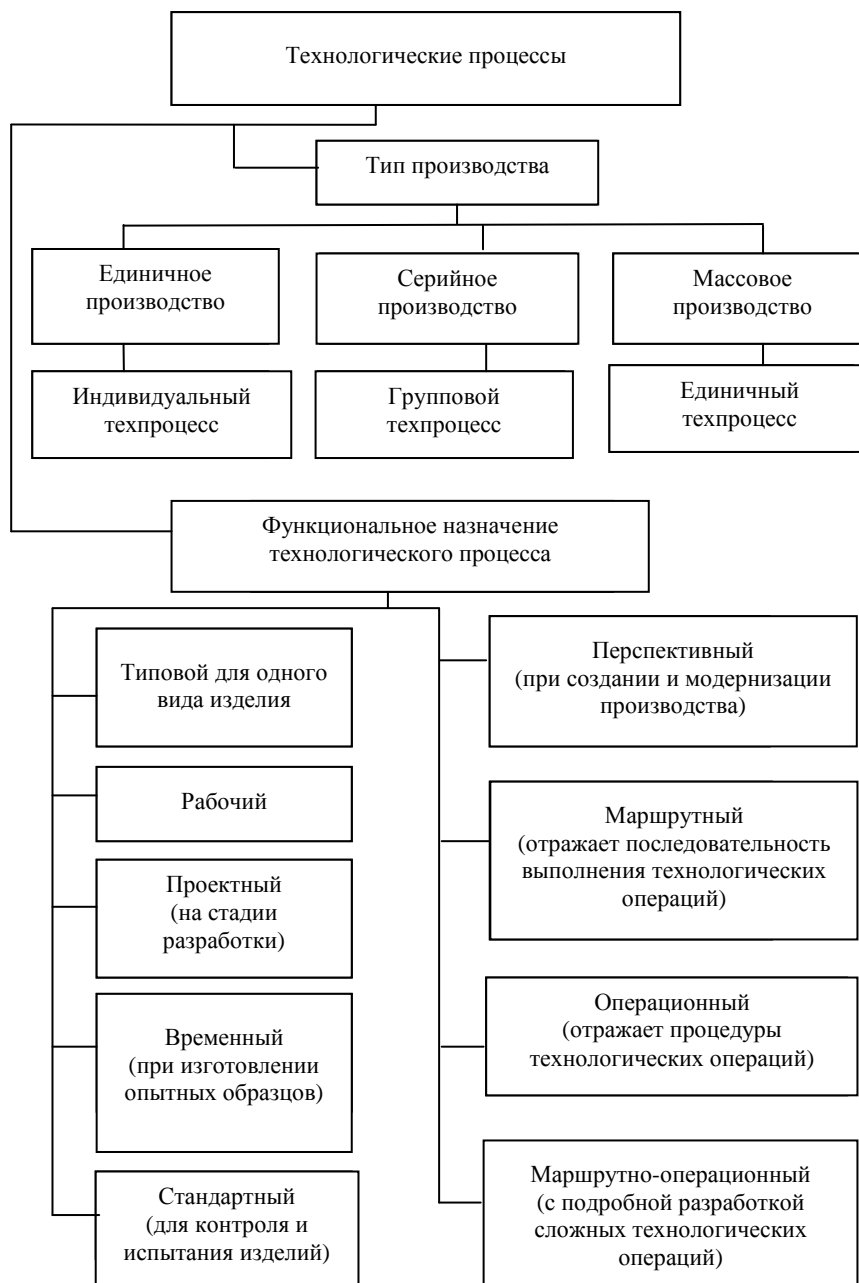 Технологические процессы
Тип производства
Единичное
производство
Серийное
производство
Массовое
производство
Индивидуальный
техпроцесс
Групповой
техпроцесс
Единичный
техпроцесс
Функциональное назначение
технологического процесса
Типовой для одного
вида изделия
Рабочий
Проектный
(на стадии
разработки)
Временный
(при изготовлении
опытных образцов)
Стандартный
(для контроля и
испытания изделий)
Перспективный
(при создании и модернизации
производства)
Маршрутный
(отражает последовательность
выполнения технологических
операций)
Операционный
(отражает процедуры
технологических операций)
Маршрутно-операционный
(с подробной разработкой
сложных технологических
операций)